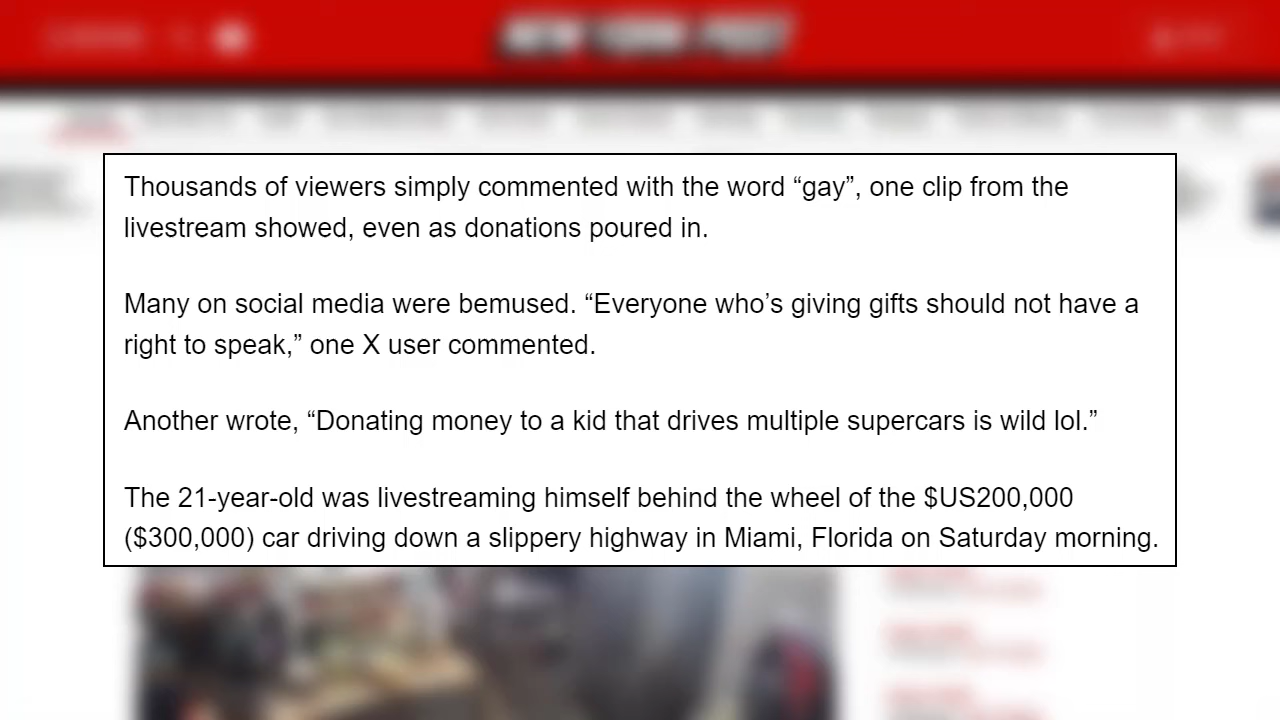 Thousands of viewers simply commented with the word “gay”, one clip from the
livestream showed, even as donations poured in.
Many on social media were bemused. “Everyone who’s giving gifts should not have a
right to speak,” one X user commented.
Another wrote, “Donating money to a kid that drives multiple supercars is wild lol.”
The 21-year-old was livestreaming himself behind the wheel of the $US200,000
($300,000) car driving down a slippery highway in Miami, Florida on Saturday morning.